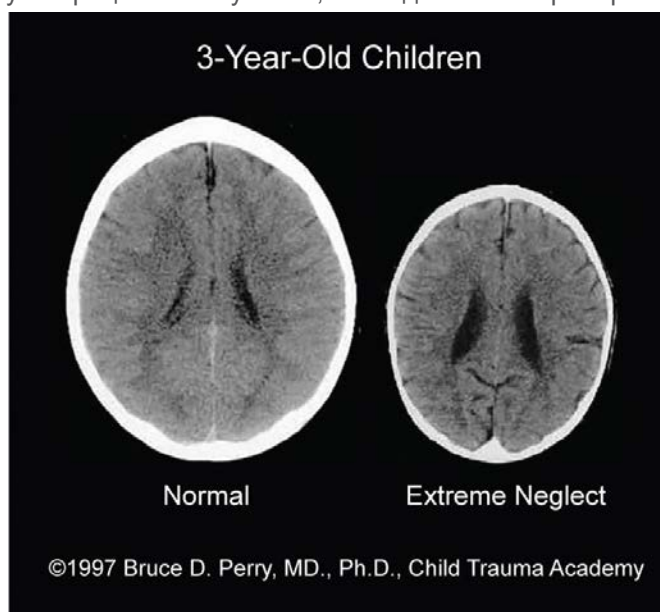 3-Year-Old Children
Normal
Extreme Neglect
©1997 Bruce D. Perry, MD., Ph.D., Child Trauma Academy